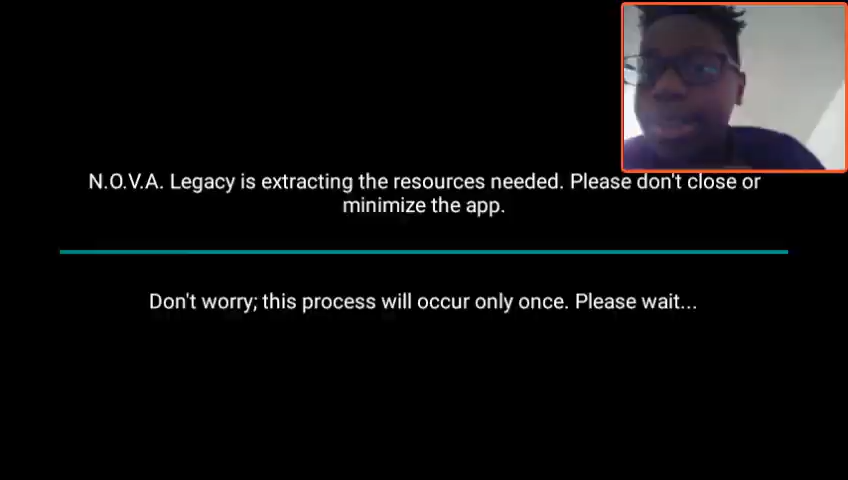 N.O.V.A. Legacy is extracting the resources needed. Please don't close or
minimize the app.
Don't worry; this process will occur only once. Please wait...